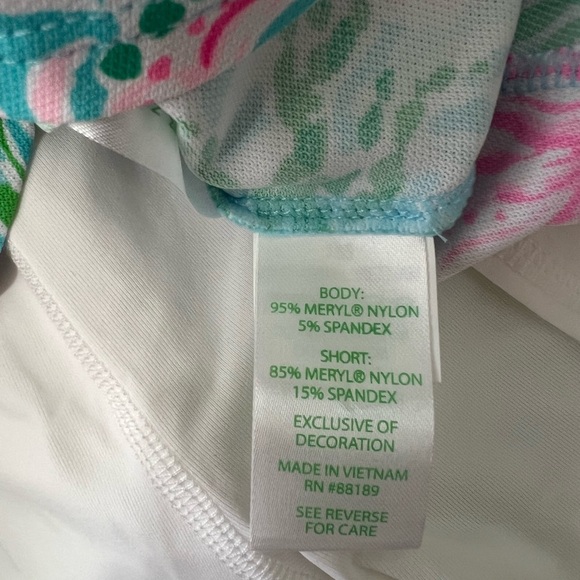 BODY:
95% MERYL® NYLON
5% SPANDEX
SHORT:
85% MERYL® NYLON
15% SPANDEX
EXCLUSIVE OF
DECORATION
MADE IN VIETNAM
RN #88189
SEE REVERSE
FOR CARE